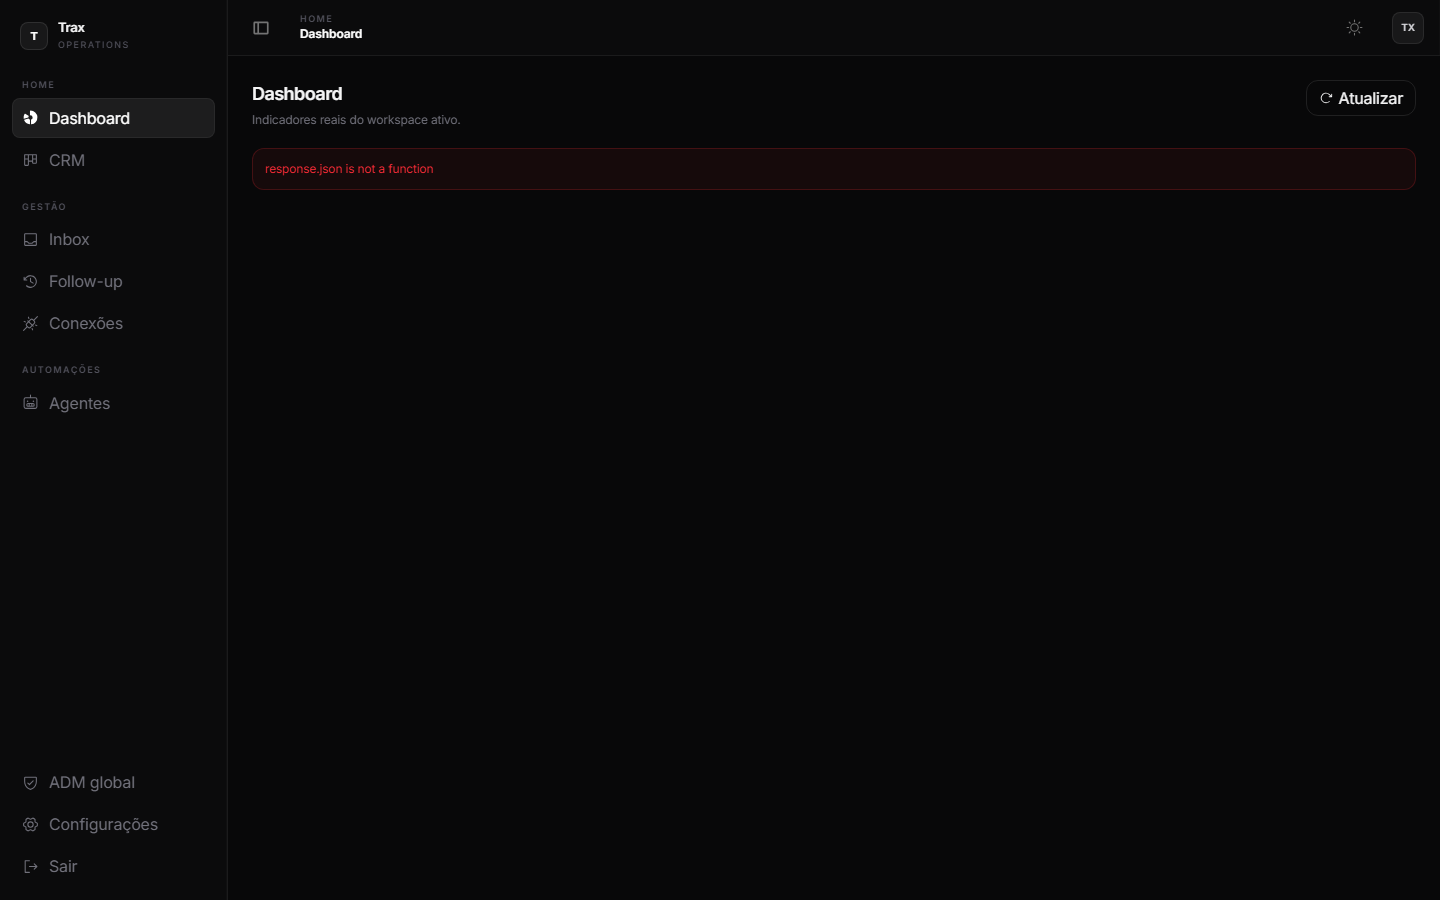 T
Trax
OPERATIONS
HOME
Dashboard
CRM
GESTÃO
Inbox
Follow-up
Conexões
AUTOMAÇÕES
Agentes
ADM global
Configurações
Sair
HOME
Dashboard
TX
Dashboard
Indicadores reais do workspace ativo.
Atualizar
response.json is not a function